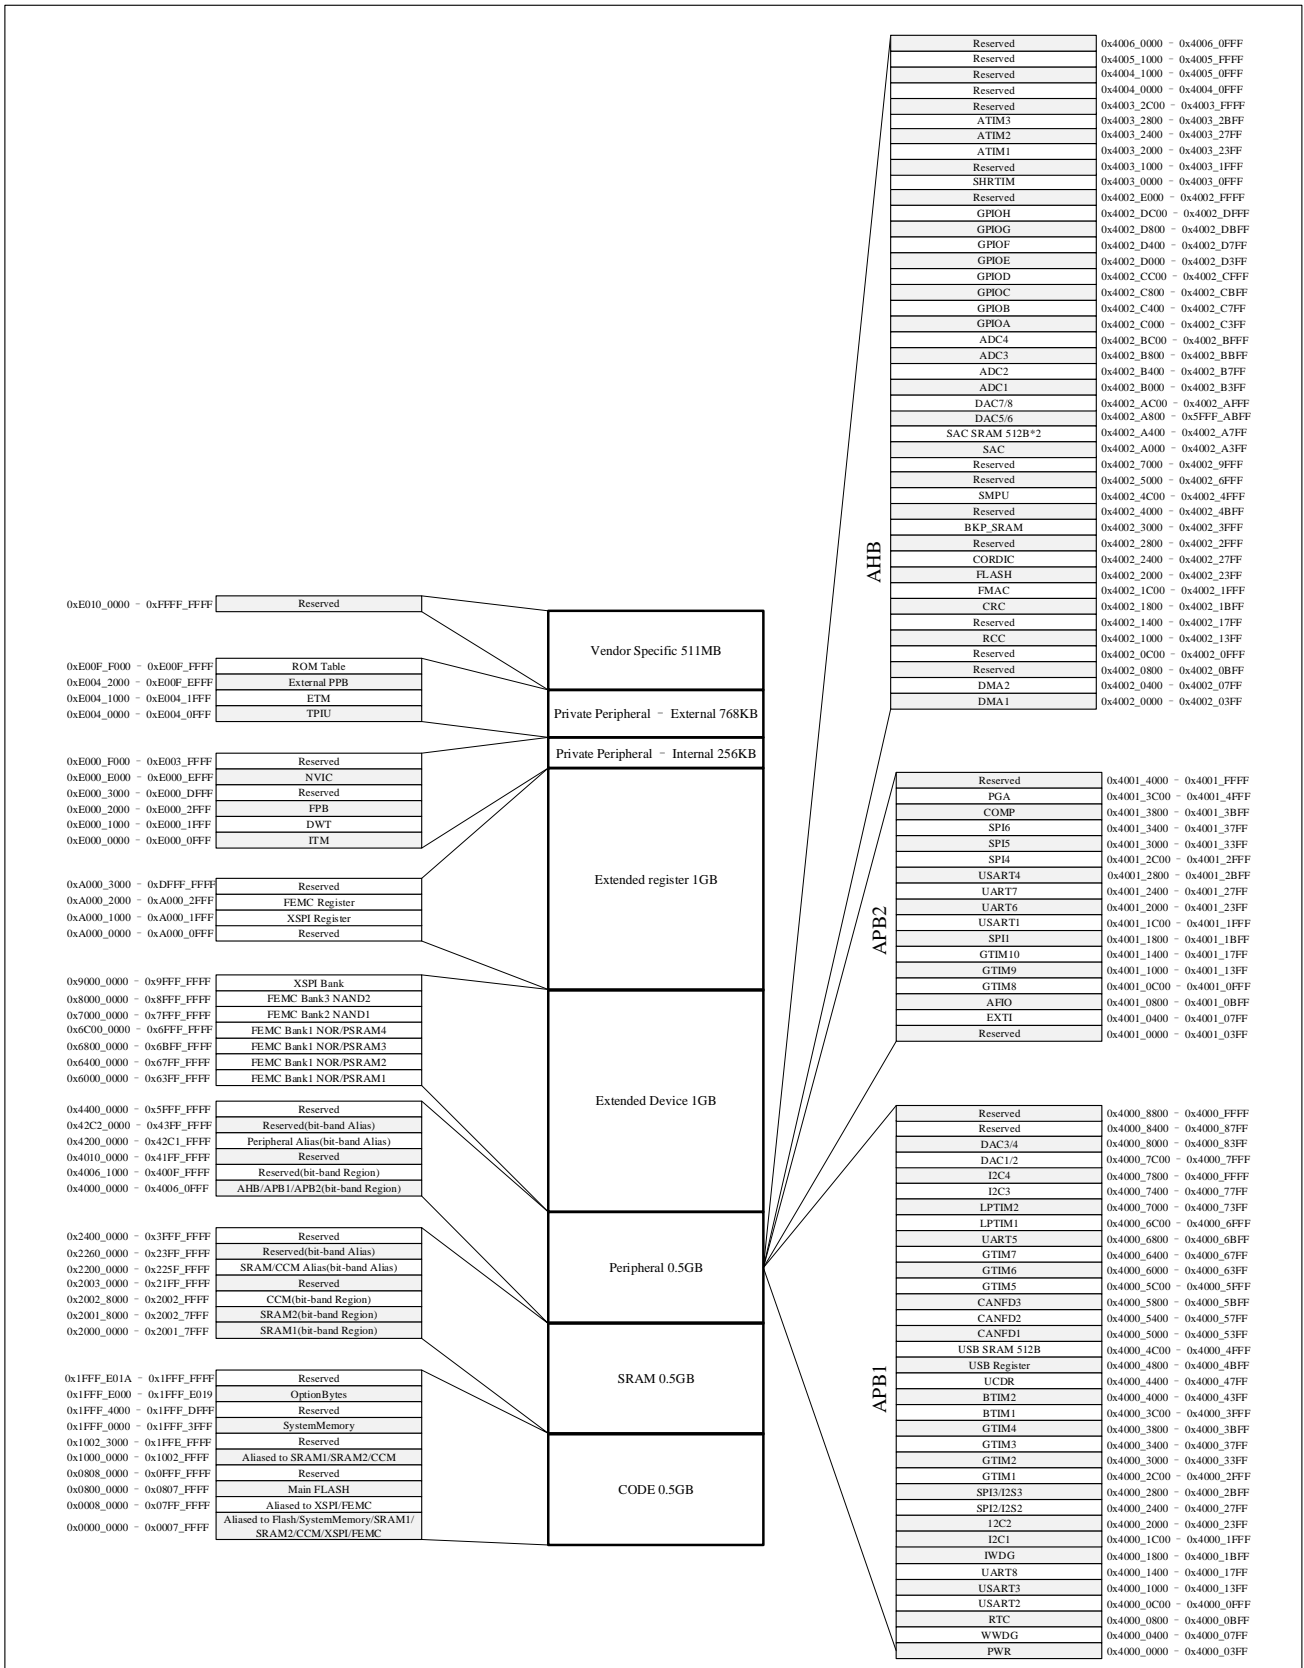 0xE010_0000 - 0xFFFF_FFFF Reserved
0xE00F_F000 - 0xE00F_FFFF ROM Table
0xE004_2000 - 0xE00F_EFFF External PPB
0xE004_1000 - 0xE004_1FFF ETM
0xE004_0000 - 0xE004_0FFF TPIU
0xE000_F000 - 0xE003_FFFF Reserved
0xE000_E000 - 0xE000_EFFF NVIC
0xE000_3000 - 0xE000_DFFF Reserved
0xE000_2000 - 0xE000_2FFF FPB
0xE000_1000 - 0xE000_1FFF DWT
0xE000_0000 - 0xE000_0FFF ITM
0xA000_3000 - 0xDFFF_FFFF Reserved
0xA000_2000 - 0xA000_2FFF FEMC Register
0xA000_1000 - 0xA000_1FFF XSPI Register
0xA000_0000 - 0xA000_0FFF Reserved
0x9000_0000 - 0x9FFF_FFFF XSPI Bank
0x8000_0000 - 0x8FFF_FFFF FEMC Bank3 NAND2
0x7000_0000 - 0x7FFF_FFFF FEMC Bank2 NAND1
0x6C00_0000 - 0x6FFF_FFFF FEMC Bank1 NOR/PSRAM4
0x6800_0000 - 0x6BFF_FFFF FEMC Bank1 NOR/PSRAM3
0x6400_0000 - 0x67FF_FFFF FEMC Bank1 NOR/PSRAM2
0x6000_0000 - 0x63FF_FFFF FEMC Bank1 NOR/PSRAM1
0x4400_0000 - 0x5FFF_FFFF Reserved
0x42C2_0000 - 0x43FF_FFFF Reserved(bit-band Alias)
0x4200_0000 - 0x42C1_FFFF Peripheral Alias(bit-band Alias)
0x4010_0000 - 0x41FF_FFFF Reserved
0x4006_1000 - 0x400F_FFFF Reserved(bit-band Region)
0x4000_0000 - 0x4006_0FFF AHB/APB1/APB2(bit-band Region)
0x2400_0000 - 0x3FFF_FFFF Reserved
0x2260_0000 - 0x23FF_FFFF Reserved(bit-band Alias)
0x2200_0000 - 0x225F_FFFF SRAM/CCM Alias(bit-band Alias)
0x2003_0000 - 0x21FF_FFFF Reserved
0x2002_8000 - 0x2002_FFFF CCM(bit-band Region)
0x2001_8000 - 0x2002_7FFF SRAM2(bit-band Region)
0x2000_0000 - 0x2001_7FFF SRAM1(bit-band Region)
0x1FFF_E01A - 0x1FFF_FFFF Reserved
0x1FFF_E000 - 0x1FFF_E019 OptionBytes
0x1FFF_4000 - 0x1FFF_DFFF Reserved
0x1FFF_0000 - 0x1FFF_3FFF SystemMemory
0x1002_3000 - 0x1FFE_FFFF Reserved
0x1000_0000 - 0x1002_FFFF Aliased to SRAM1/SRAM2/CCM
0x0808_0000 - 0x0FFF_FFFF Reserved
0x0800_0000 - 0x0807_FFFF Main FLASH
0x0008_0000 - 0x07FF_FFFF Aliased to XSPI/FEMC
0x0000_0000 - 0x0007_FFFF Aliased to Flash/SystemMemory/SRAM1/
SRAM2/CCM/XSPI/FEMC
Vendor Specific 511MB
Private Peripheral - External 768KB
Private Peripheral - Internal 256KB
Extended register 1GB
Extended Device 1GB
Peripheral 0.5GB
SRAM 0.5GB
CODE 0.5GB
AHB
Reserved 0x4006_0000 - 0x4006_0FFF
Reserved 0x4005_1000 - 0x4005_FFFF
Reserved 0x4004_1000 - 0x4005_0FFF
Reserved 0x4004_0000 - 0x4004_0FFF
Reserved 0x4003_2C00 - 0x4003_FFFF
ATIM3 0x4003_2800 - 0x4003_2BFF
ATIM2 0x4003_2400 - 0x4003_27FF
ATIM1 0x4003_2000 - 0x4003_23FF
Reserved 0x4003_1000 - 0x4003_1FFF
SHRTIM 0x4003_0000 - 0x4003_0FFF
Reserved 0x4002_E000 - 0x4002_FFFF
GPIOH 0x4002_DC00 - 0x4002_DFFF
GPIOG 0x4002_D800 - 0x4002_DBFF
GPIOF 0x4002_D400 - 0x4002_D7FF
GPIOE 0x4002_D000 - 0x4002_D3FF
GPIOD 0x4002_CC00 - 0x4002_CFFF
GPIOC 0x4002_C800 - 0x4002_CBFF
GPIOB 0x4002_C400 - 0x4002_C7FF
GPIOA 0x4002_C000 - 0x4002_C3FF
ADC4 0x4002_BC00 - 0x4002_BFFF
ADC3 0x4002_B800 - 0x4002_BBFF
ADC2 0x4002_B400 - 0x4002_B7FF
ADC1 0x4002_B000 - 0x4002_B3FF
DAC7/8 0x4002_AC00 - 0x4002_AFFF
DAC5/6 0x4002_A800 - 0x5FFF_ABFF
SAC SRAM 512B*2 0x4002_A400 - 0x4002_A7FF
SAC 0x4002_A000 - 0x4002_A3FF
Reserved 0x4002_7000 - 0x4002_9FFF
Reserved 0x4002_5000 - 0x4002_6FFF
SMPU 0x4002_4C00 - 0x4002_4FFF
Reserved 0x4002_4000 - 0x4002_4BFF
BKP_SRAM 0x4002_3000 - 0x4002_3FFF
Reserved 0x4002_2800 - 0x4002_2FFF
CORDIC 0x4002_2400 - 0x4002_27FF
FLASH 0x4002_2000 - 0x4002_23FF
FMAC 0x4002_1C00 - 0x4002_1FFF
CRC 0x4002_1800 - 0x4002_1BFF
Reserved 0x4002_1400 - 0x4002_17FF
RCC 0x4002_1000 - 0x4002_13FF
Reserved 0x4002_0C00 - 0x4002_0FFF
Reserved 0x4002_0800 - 0x4002_0BFF
DMA2 0x4002_0400 - 0x4002_07FF
DMA1 0x4002_0000 - 0x4002_03FF
APB2
Reserved 0x4001_4000 - 0x4001_FFFF
PGA 0x4001_3C00 - 0x4001_4FFF
COMP 0x4001_3800 - 0x4001_3BFF
SPI6 0x4001_3400 - 0x4001_37FF
SPI5 0x4001_3000 - 0x4001_33FF
SPI4 0x4001_2C00 - 0x4001_2FFF
USART4 0x4001_2800 - 0x4001_2BFF
UART7 0x4001_2400 - 0x4001_27FF
UART6 0x4001_2000 - 0x4001_23FF
USART1 0x4001_1C00 - 0x4001_1FFF
SPI1 0x4001_1800 - 0x4001_1BFF
GTIM10 0x4001_1400 - 0x4001_17FF
GTIM9 0x4001_1000 - 0x4001_13FF
GTIM8 0x4001_0C00 - 0x4001_0FFF
AFIO 0x4001_0800 - 0x4001_0BFF
EXTI 0x4001_0400 - 0x4001_07FF
Reserved 0x4001_0000 - 0x4001_03FF
APB1
Reserved 0x4000_8800 - 0x4000_FFFF
Reserved 0x4000_8400 - 0x4000_87FF
DAC3/4 0x4000_8000 - 0x4000_83FF
DAC1/2 0x4000_7C00 - 0x4000_7FFF
I2C4 0x4000_7800 - 0x4000_FFFF
I2C3 0x4000_7400 - 0x4000_77FF
LPTIM2 0x4000_7000 - 0x4000_73FF
LPTIM1 0x4000_6C00 - 0x4000_6FFF
UART5 0x4000_6800 - 0x4000_6BFF
GTIM7 0x4000_6400 - 0x4000_67FF
GTIM6 0x4000_6000 - 0x4000_63FF
GTIM5 0x4000_5C00 - 0x4000_5FFF
CANFD3 0x4000_5800 - 0x4000_5BFF
CANFD2 0x4000_5400 - 0x4000_57FF
CANFD1 0x4000_5000 - 0x4000_53FF
USB SRAM 512B 0x4000_4C00 - 0x4000_4FFF
USB Register 0x4000_4800 - 0x4000_4BFF
UCDR 0x4000_4400 - 0x4000_47FF
BTIM2 0x4000_4000 - 0x4000_43FF
BTIM1 0x4000_3C00 - 0x4000_3FFF
GTIM4 0x4000_3800 - 0x4000_3BFF
GTIM3 0x4000_3400 - 0x4000_37FF
GTIM2 0x4000_3000 - 0x4000_33FF
GTIM1 0x4000_2C00 - 0x4000_2FFF
SPI3/I2S3 0x4000_2800 - 0x4000_2BFF
SPI2/I2S2 0x4000_2400 - 0x4000_27FF
12C2 0x4000_2000 - 0x4000_23FF
I2C1 0x4000_1C00 - 0x4000_1FFF
IWDG 0x4000_1800 - 0x4000_1BFF
UART8 0x4000_1400 - 0x4000_17FF
USART3 0x4000_1000 - 0x4000_13FF
USART2 0x4000_0C00 - 0x4000_0FFF
RTC 0x4000_0800 - 0x4000_0BFF
WWDG 0x4000_0400 - 0x4000_07FF
PWR 0x4000_0000 - 0x4000_03FF